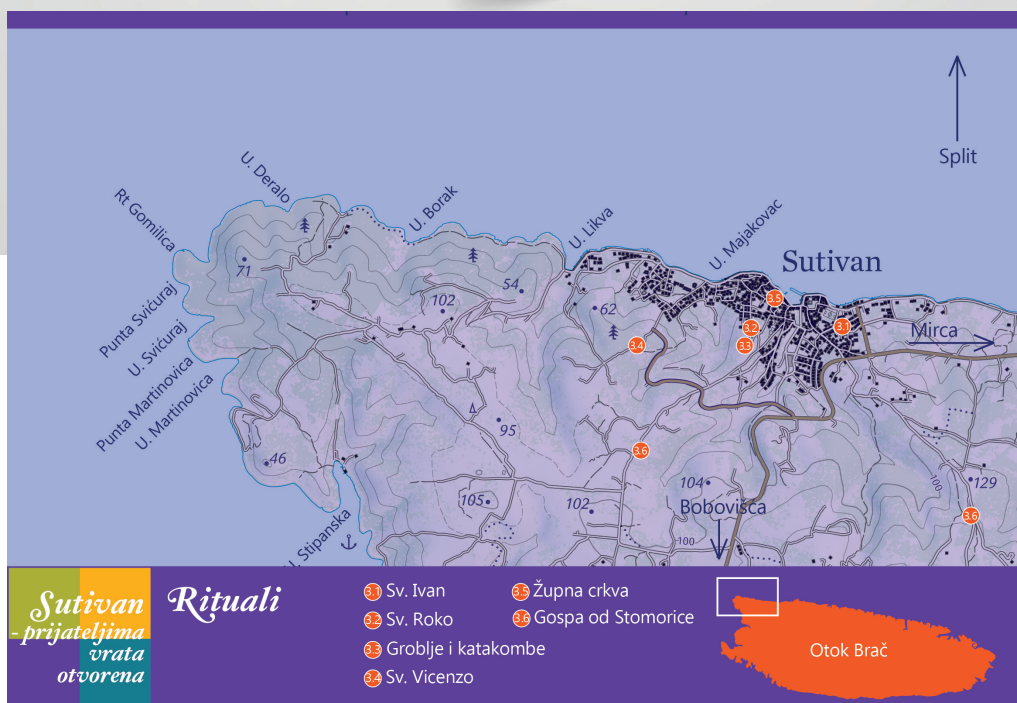 Split
U. Deralo
Rt Gomilica
U. Borak
U. Likva
U. Majakovac
Sutivan
71
102
54
62
3.5
3.2
3.3
3.1
3.4
Mirca
Punta Svićuraj
U. Svićuraj
Punta Martinovica
U. Martinovica
95
46
3.6
105
102
104
Bobovišća
100
100
129
3.6
U. Stipanska
Sutivan
- prijateljima
vrata
otvorena
Rituali
3.1 Sv. Ivan
3.2 Sv. Roko
3.3 Groblje i katakombe
3.4 Sv. Vicenzo
3.5 Župna crkva
3.6 Gospa od Stomorice
Otok Brač